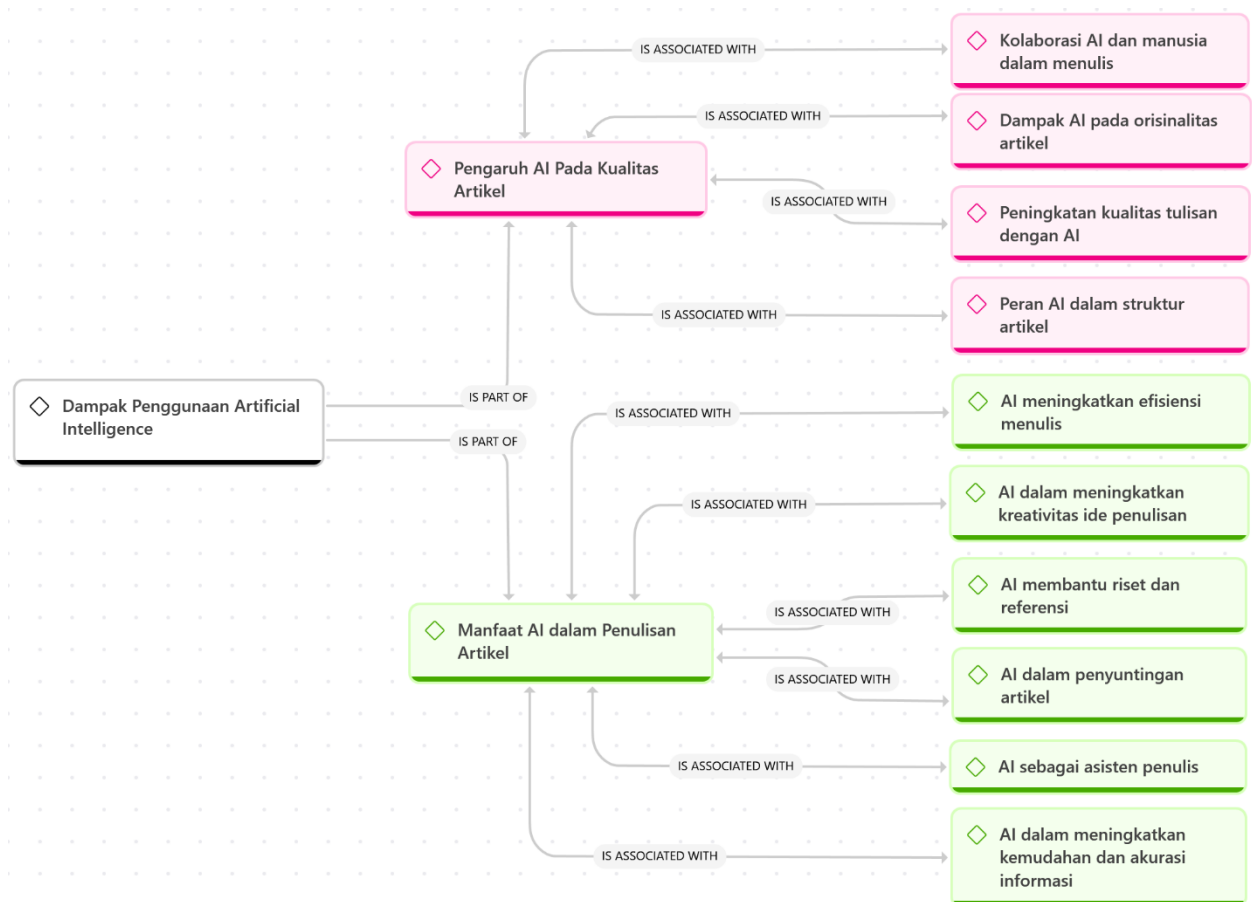 IS ASSOCIATED WITH
Kolaborasi AI dan manusia
dalam menulis
IS ASSOCIATED WITH
Dampak AI pada orisinalitas
artikel
Pengaruh AI Pada Kualitas
Artikel
IS ASSOCIATED WITH
Peningkatan kualitas tulisan
dengan AI
IS ASSOCIATED WITH
Peran AI dalam struktur
artikel
Dampak Penggunaan Artificial
Intelligence
IS PART OF
IS PART OF
IS ASSOCIATED WITH
AI meningkatkan efisiensi
menulis
IS ASSOCIATED WITH
AI dalam meningkatkan
kreativitas ide penulisan
Manfaat AI dalam Penulisan
Artikel
IS ASSOCIATED WITH
AI membantu riset dan
referensi
IS ASSOCIATED WITH
AI dalam penyuntingan
artikel
IS ASSOCIATED WITH
AI sebagai asisten penulis
IS ASSOCIATED WITH
AI dalam meningkatkan
kemudahan dan akurasi
informasi